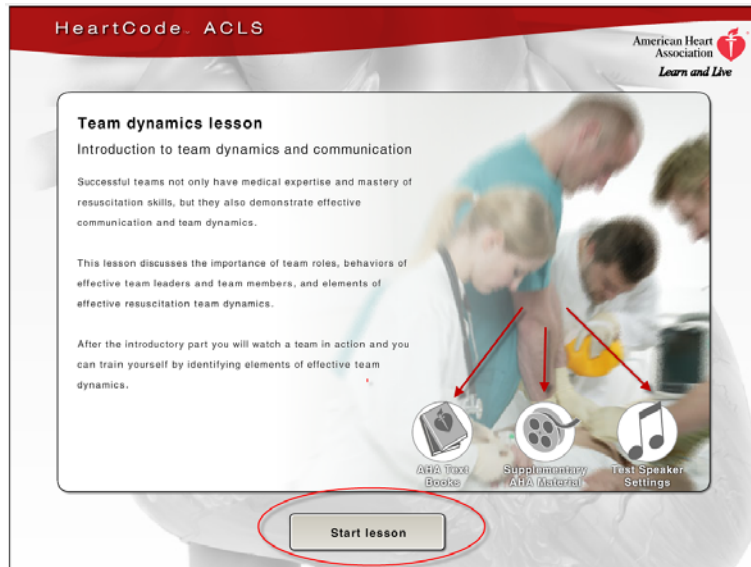 HeartCode™ ACLS
American Heart
Association
Learn and Live
Team dynamics lesson
Introduction to team dynamics and communication
Successful teams not only have medical expertise and mastery of
resuscitation skills, but they also demonstrate effective
communication and team dynamics.
This lesson discusses the importance of team roles, behaviors of
effective team leaders and team members, and elements of
effective resuscitation team dynamics.
After the introductory part you will watch a team in action and you
can train yourself by identifying elements of effective team
dynamics.
AHA Text
Books
Supplementary
AHA Material
Test Speaker
Settings
Start lesson